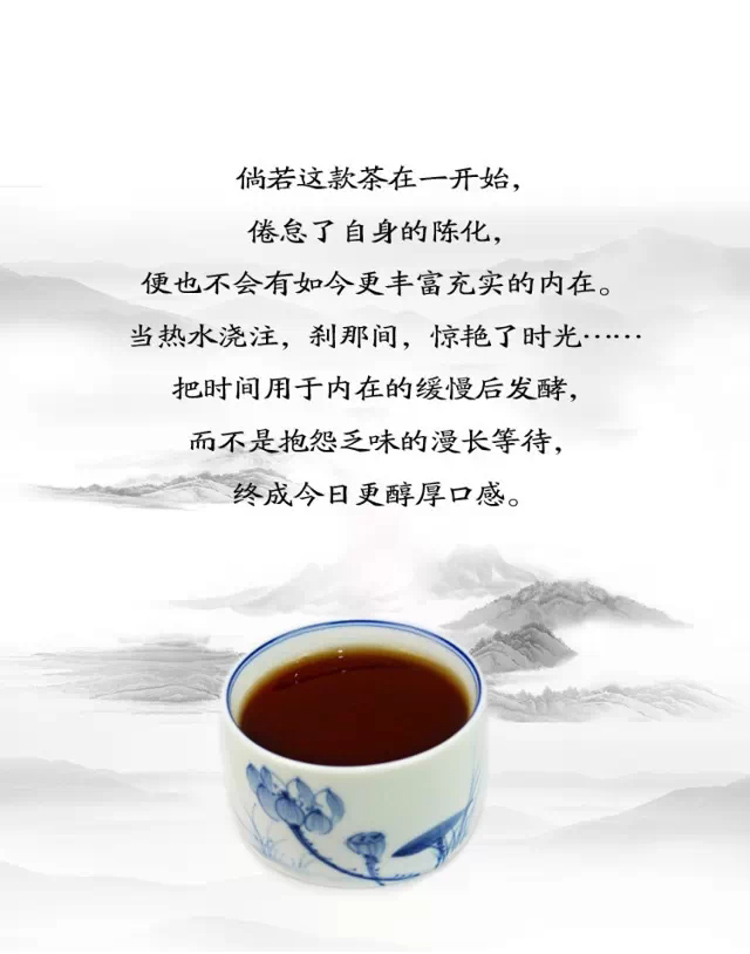 倘若这款茶在一开始，
倦怠了自身的陈化，
便也不会有如今更丰富充实的内在。
当热水浇注，刹那间，惊艳了时光……
把时间用于内在的缓慢后发酵，
而不是抱怨乏味的漫长等待，
终成今日更醇厚口感。